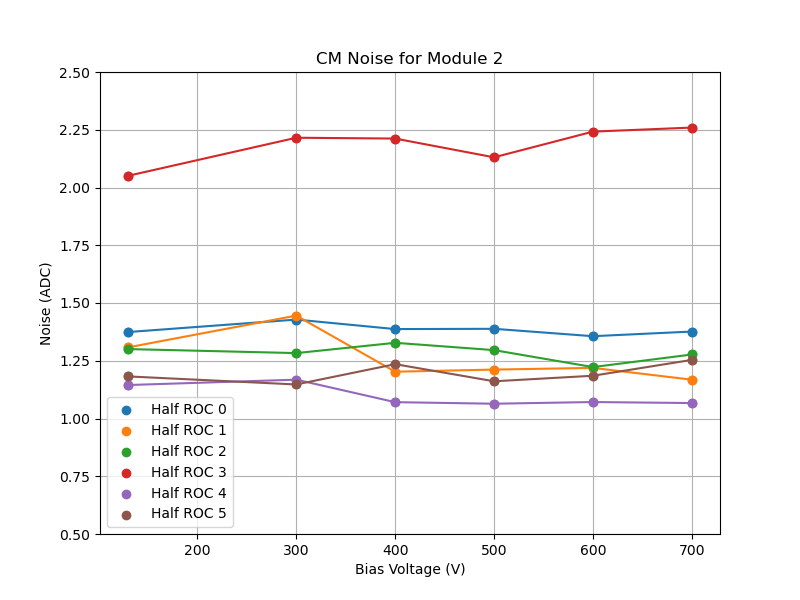 CM Noise for Module 2
2.50
2.25
2.00
1.75
1.50
1.25
1.00
0.75
0.50
Noise (ADC)
Half ROC 0
Half ROC 1
Half ROC 2
Half ROC 3
Half ROC 4
Half ROC 5
200 300 400 500 600 700
Bias Voltage (V)